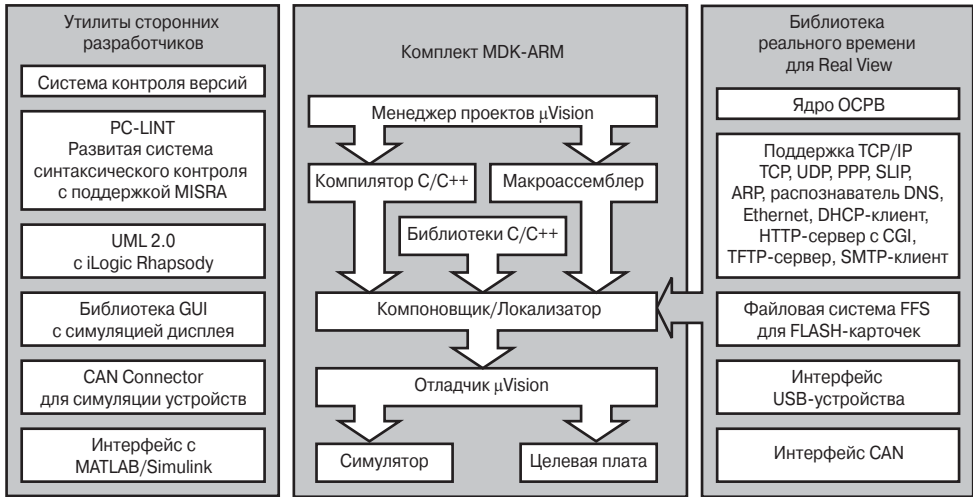 Утилиты сторонних
разработчиков
Система контроля версий
PC-LINT
Развитая система
синтаксического контроля
с поддержкой MISRA
UML 2.0
с iLogic Rhapsody
Библиотека GUI
с симуляцией дисплея
CAN Connector
для симуляции устройств
Интерфейс с
MATLAB/Simulink
Комплект MDK-ARM
Менеджер проектов μVision
Компилятор C/C++
Макроассемблер
Библиотеки C/C++
Компоновщик/Локализатор
Отладчик μVision
Симулятор
Целевая плата
Библиотека
реального времени
для Real View
Ядро ОСРВ
Поддержка TCP/IP
TCP, UDP, PPP, SLIP,
ARP, распознаватель DNS,
Ethernet, DHCP-клиент,
HTTP-сервер с CGI,
TFTP-сервер, SMTP-клиент
Файловая система FFS
для FLASH-карточек
Интерфейс
USB-устройства
Интерфейс CAN